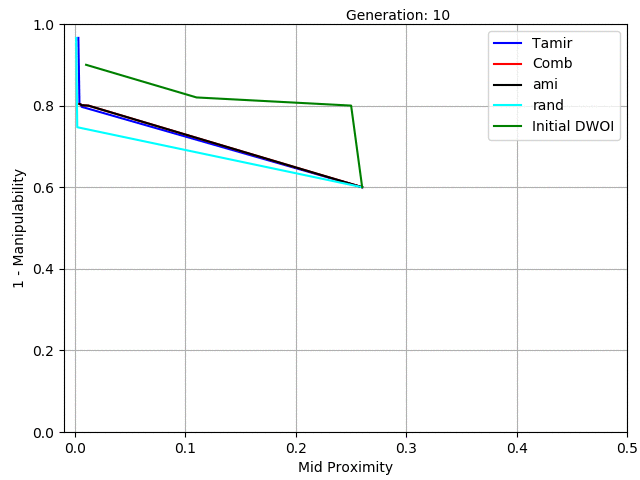 Generation: 10
1.0
0.8
0.6
0.4
0.2
0.0
1 - Manipulability
Tamir
Comb
ami
rand
Initial DWOI
0.0 0.1 0.2 0.3 0.4 0.5
Mid Proximity